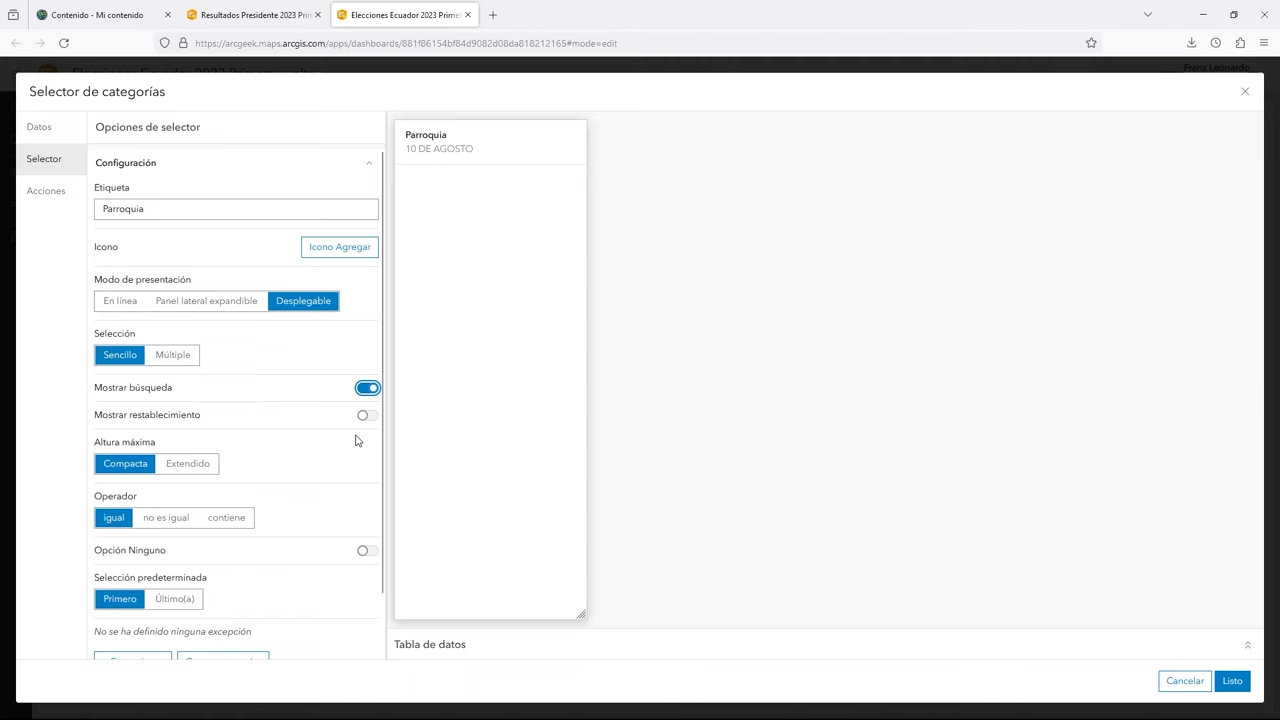 Contenido - Mi contenido
Resultados Presidente 2023 Prim
Elecciones Ecuador 2023 Primer
https://arcgeek.maps.arcgis.com/apps/dashboards/881f86154bf84d9082d08da818212165#mode=edit
Franz Leonardo
Selector de categorías
Datos
Selector
Acciones
Opciones de selector
Configuración
Etiqueta
Parroquia
Icono
Icono Agregar
Modo de presentación
En línea
Panel lateral expandible
Desplegable
Selección
Sencillo
Múltiple
Mostrar búsqueda
Mostrar restablecimiento
Altura máxima
Compacta
Extendido
Operador
igual
no es igual
contiene
Opción Ninguno
Selección predeterminada
Primero
Último(a)
No se ha definido ninguna excepción
Parroquia
10 DE AGOSTO
Tabla de datos
Cancelar
Listo